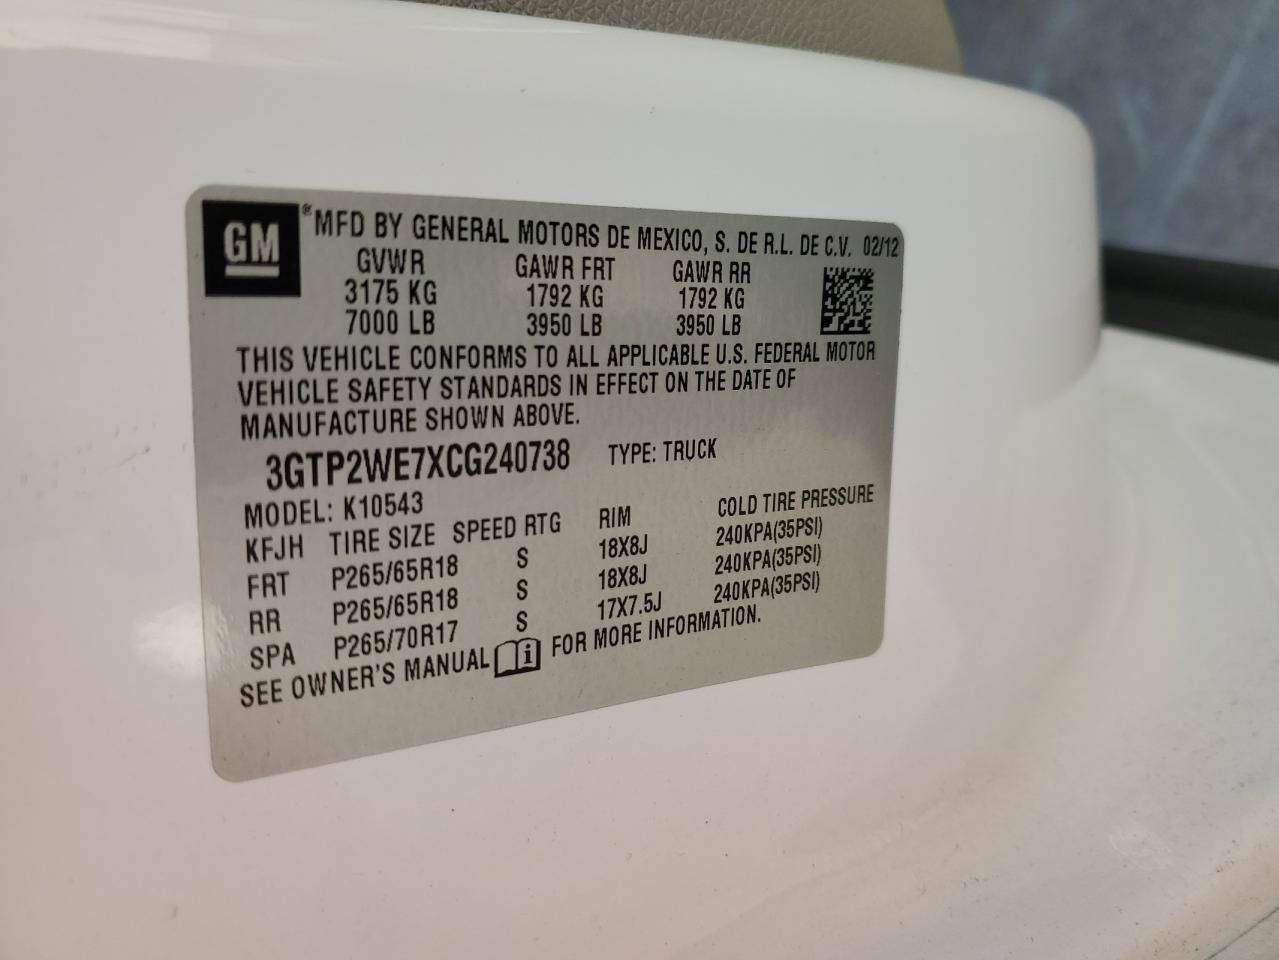 GM ® MFD BY GENERAL MOTORS DE MEXICO, S. DE R.L. DE C.V. 02/12
GVWR GAWR FRT GAWR RR
3175 KG 1792 KG 1792 KG
7000 LB 3950 LB 3950 LB
THIS VEHICLE CONFORMS TO ALL APPLICABLE U.S. FEDERAL MOTOR
VEHICLE SAFETY STANDARDS IN EFFECT ON THE DATE OF
MANUFACTURE SHOWN ABOVE.
3GTP2WE7XCG240738 TYPE: TRUCK
MODEL: K10543
KFJH TIRE SIZE SPEED RTG RIM COLD TIRE PRESSURE
FRT P265/65R18 S 18X8J 240KPA(35PSI)
RR P265/65R18 S 18X8J 240KPA(35PSI)
SPA P265/70R17 S 17X7.5J 240KPA(35PSI)
SEE OWNER'S MANUAL i FOR MORE INFORMATION.